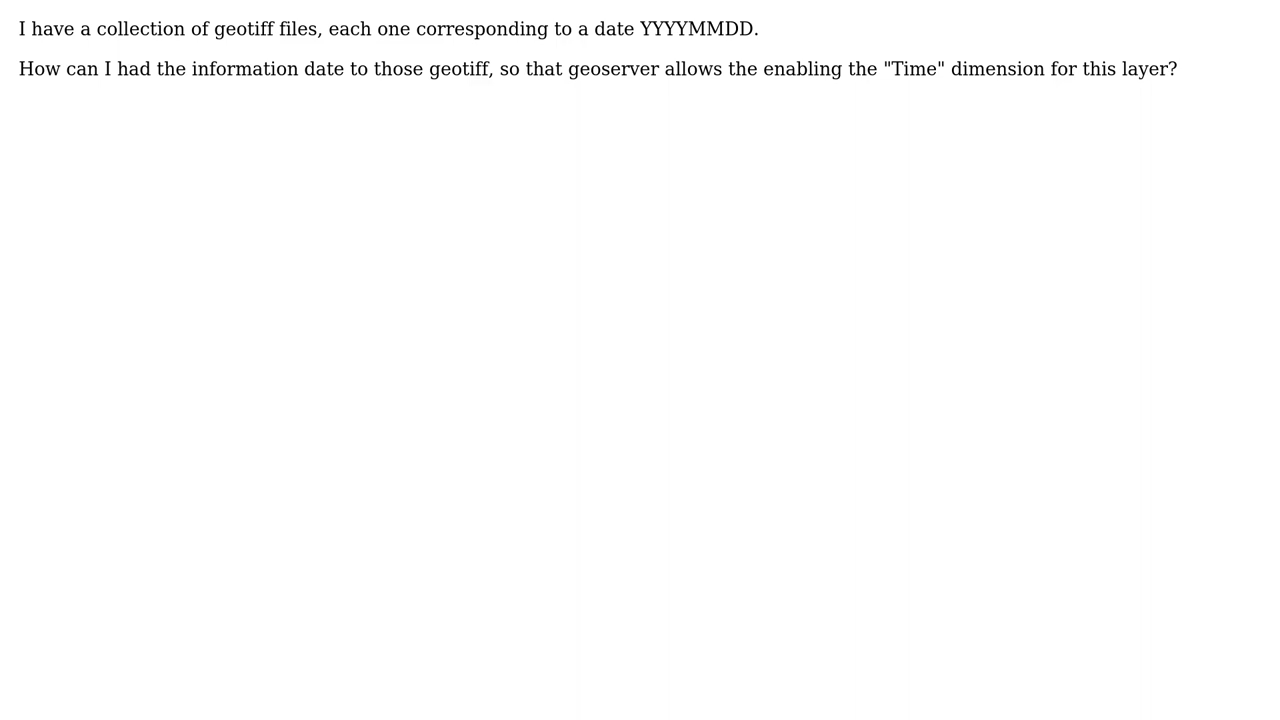 I have a collection of geotiff files, each one corresponding to a date YYYYMMDD.
How can I had the information date to those geotiff, so that geoserver allows the enabling the "Time" dimension for this layer?